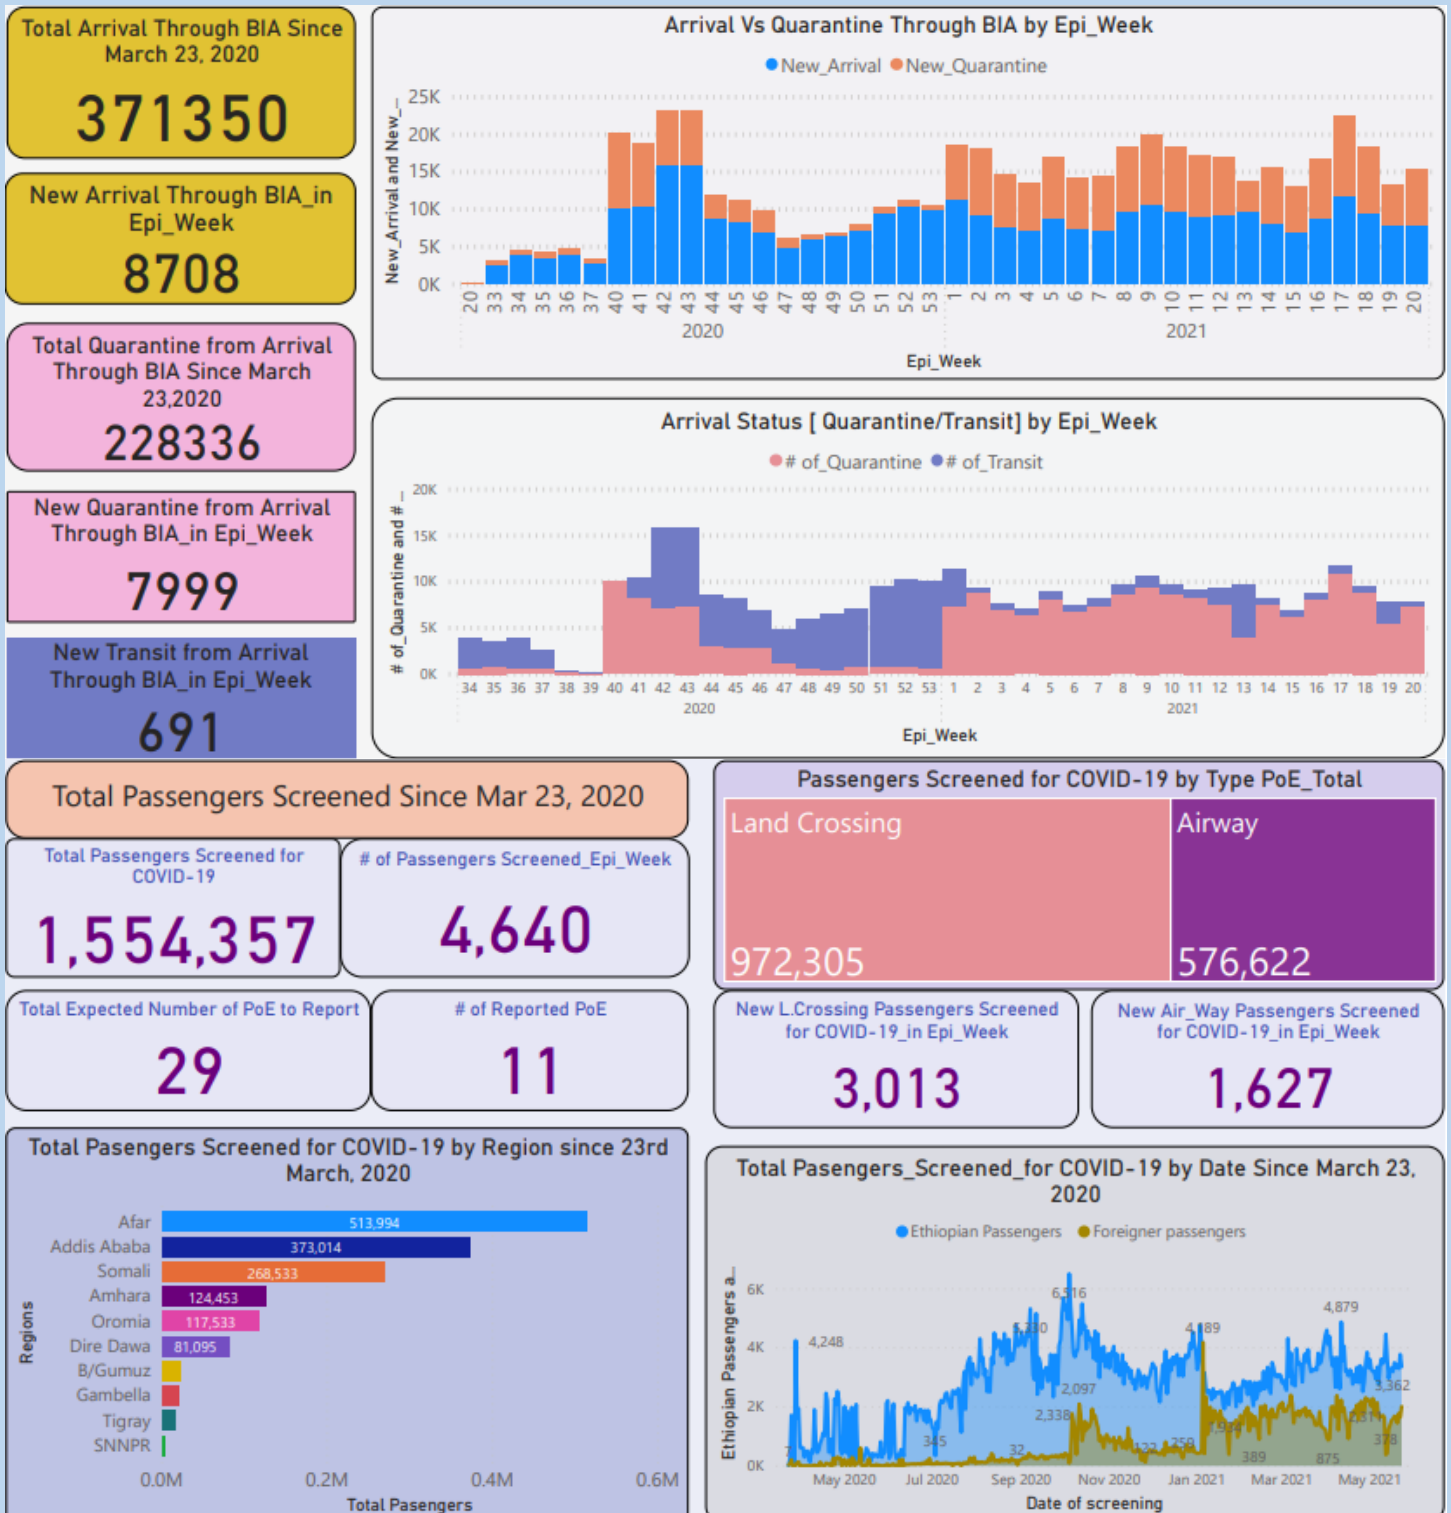 Total Arrival Through BIA Since
March 23, 2020
371350
New Arrival Through BIA_in
Epi_Week
8708
Total Quarantine from Arrival
Through BIA Since March
23,2020
228336
New Quarantine from Arrival
Through BIA_in Epi_Week
7999
New Transit from Arrival
Through BIA_in Epi_Week
691
Arrival Vs Quarantine Through BIA by Epi_Week
New_Arrival New_Quarantine
New_Arrival and New_...
25K
20K
15K
10K
5K
0K
20 33 34 35 36 37 40 41 42 43 44 45 46 47 48 49 50 51 52 53 1 2 3 4 5 6 7 8 9 10 11 12 13 14 15 16 17 18 19 20
2020 2021
Epi_Week
Arrival Status [ Quarantine/Transit] by Epi_Week
# of_Quarantine # of_Transit
# of_Quarantine and # ...
20K
15K
10K
5K
0K
34 35 36 37 38 39 40 41 42 43 44 45 46 47 48 49 50 51 52 53 1 2 3 4 5 6 7 8 9 10 11 12 13 14 15 16 17 18 19 20
2020 2021
Epi_Week
Total Passengers Screened Since Mar 23, 2020
Total Passengers Screened for
COVID-19
1,554,357
# of Passengers Screened_Epi_Week
4,640
Total Expected Number of PoE to Report
29
# of Reported PoE
11
Passengers Screened for COVID-19 by Type PoE_Total
Land Crossing
972,305
Airway
576,622
New L.Crossing Passengers Screened
for COVID-19_in Epi_Week
3,013
New Air_Way Passengers Screened
for COVID-19_in Epi_Week
1,627
Total Pasengers Screened for COVID-19 by Region since 23rd
March, 2020
Regions
Afar 513,994
Addis Ababa 373,014
Somali 268,533
Amhara 124,453
Oromia 117,533
Dire Dawa 81,095
B/Gumuz
Gambella
Tigray
SNNPR
0.0M 0.2M 0.4M 0.6M
Total Pasengers
Total Pasengers_Screened_for COVID-19 by Date Since March 23,
2020
Ethiopian Passengers Foreigner passengers
Ethiopian Passengers a...
6K
4K
2K
0K
4,248
6,516
4,879
2,097
2,338
3,362
345
32
259
389
875
378
May 2020 Jul 2020 Sep 2020 Nov 2020 Jan 2021 Mar 2021 May 2021
Date of screening